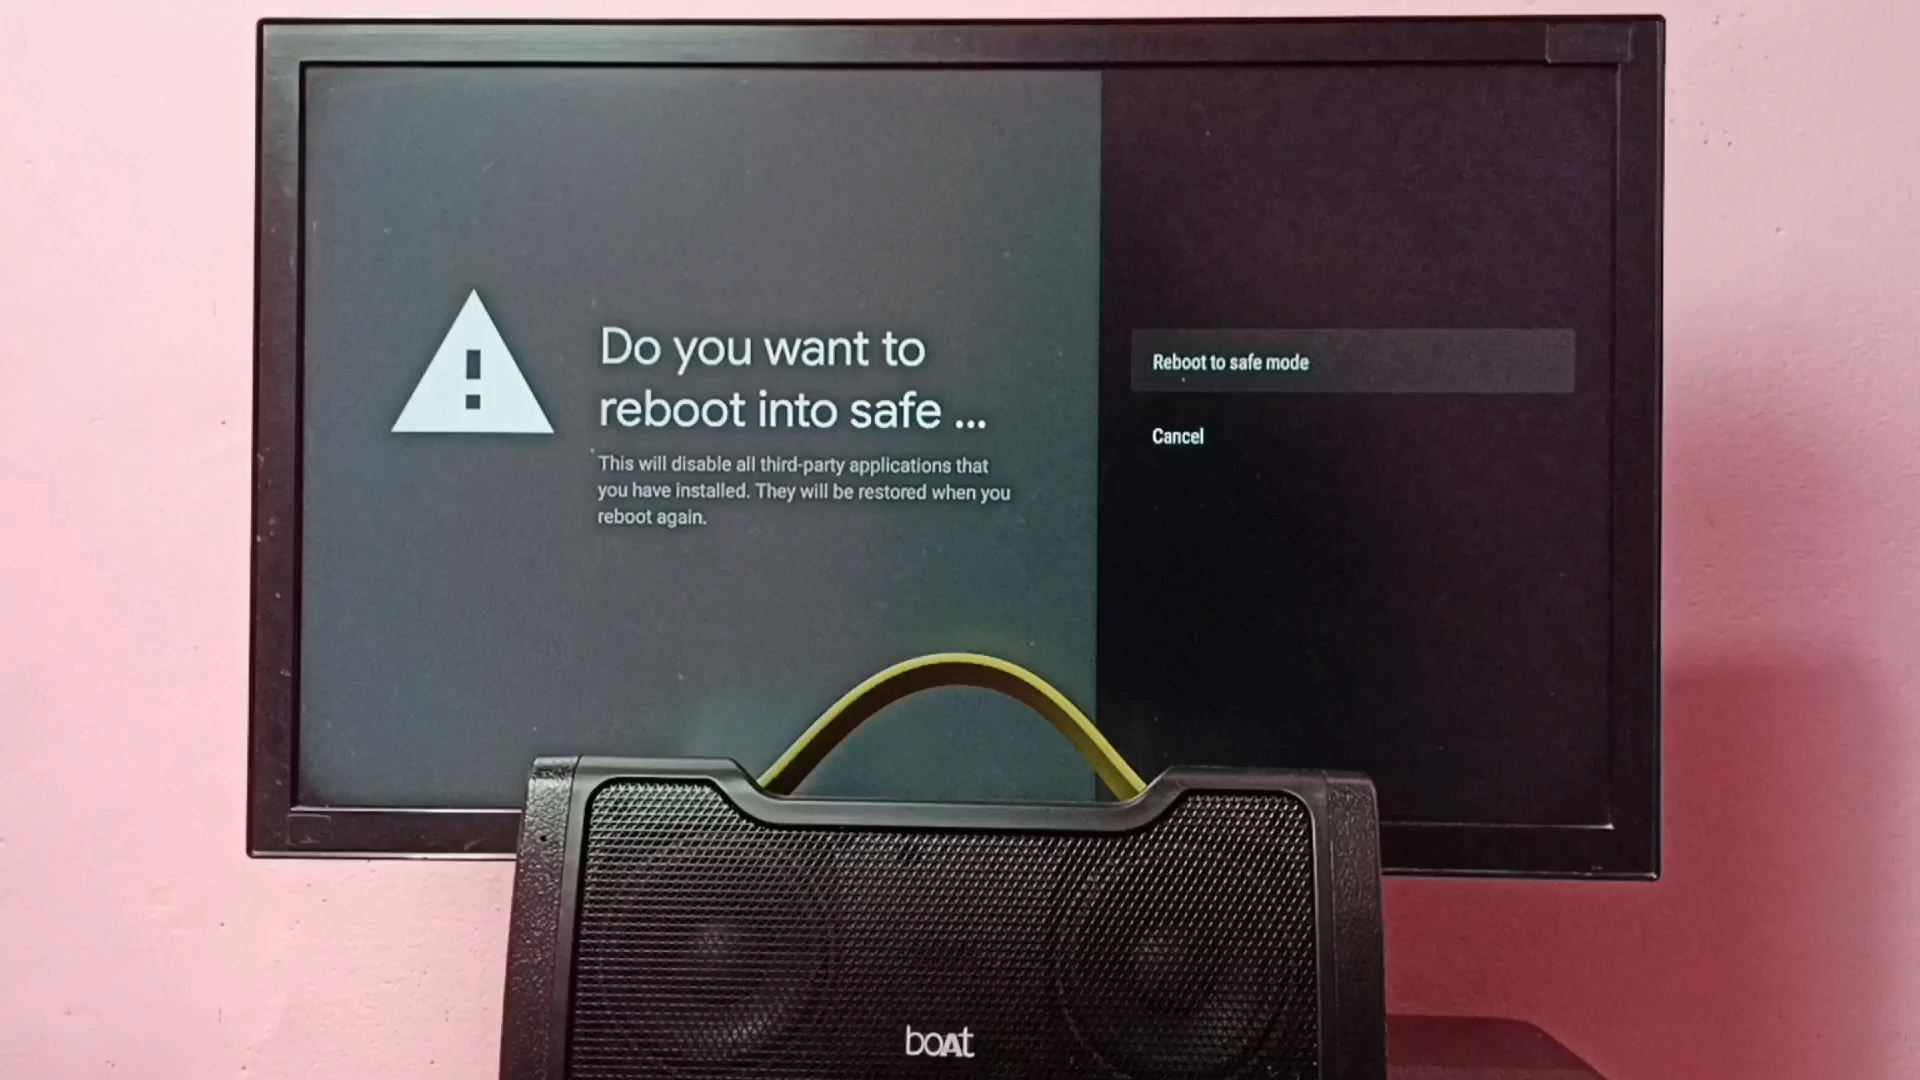 Do you want to
reboot into safe ...
This will disable all third-party applications that
you have installed. They will be restored when you
reboot again.
Reboot to safe mode
Cancel
boAt